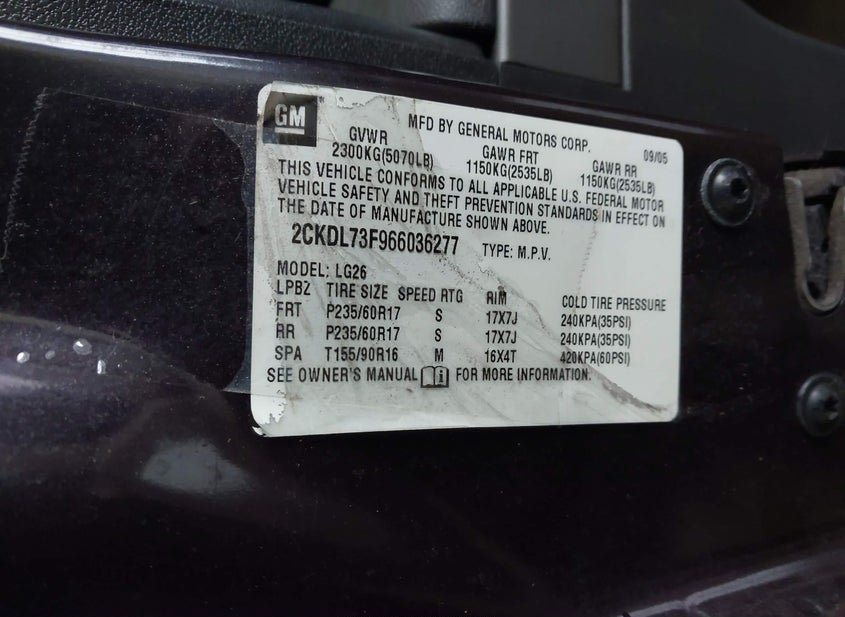 GM
MFD BY GENERAL MOTORS CORP. 09/05
GVWR GAWR FRT GAWR RR
2300KG(5070LB) 1150KG(2535LB) 1150KG(2535LB)
THIS VEHICLE CONFORMS TO ALL APPLICABLE U.S. FEDERAL MOTOR
VEHICLE SAFETY AND THEFT PREVENTION STANDARDS IN EFFECT ON
THE DATE OF MANUFACTURE SHOWN ABOVE.
2CKDL73F966036277 TYPE: M.P.V.
MODEL: LG26
LPBZ TIRE SIZE SPEED RTG RIM COLD TIRE PRESSURE
FRT P235/60R17 S 17X7J 240KPA(35PSI)
RR P235/60R17 S 17X7J 240KPA(35PSI)
SPA T155/90R16 M 16X4T 420KPA(60PSI)
SEE OWNER'S MANUAL FOR MORE INFORMATION.